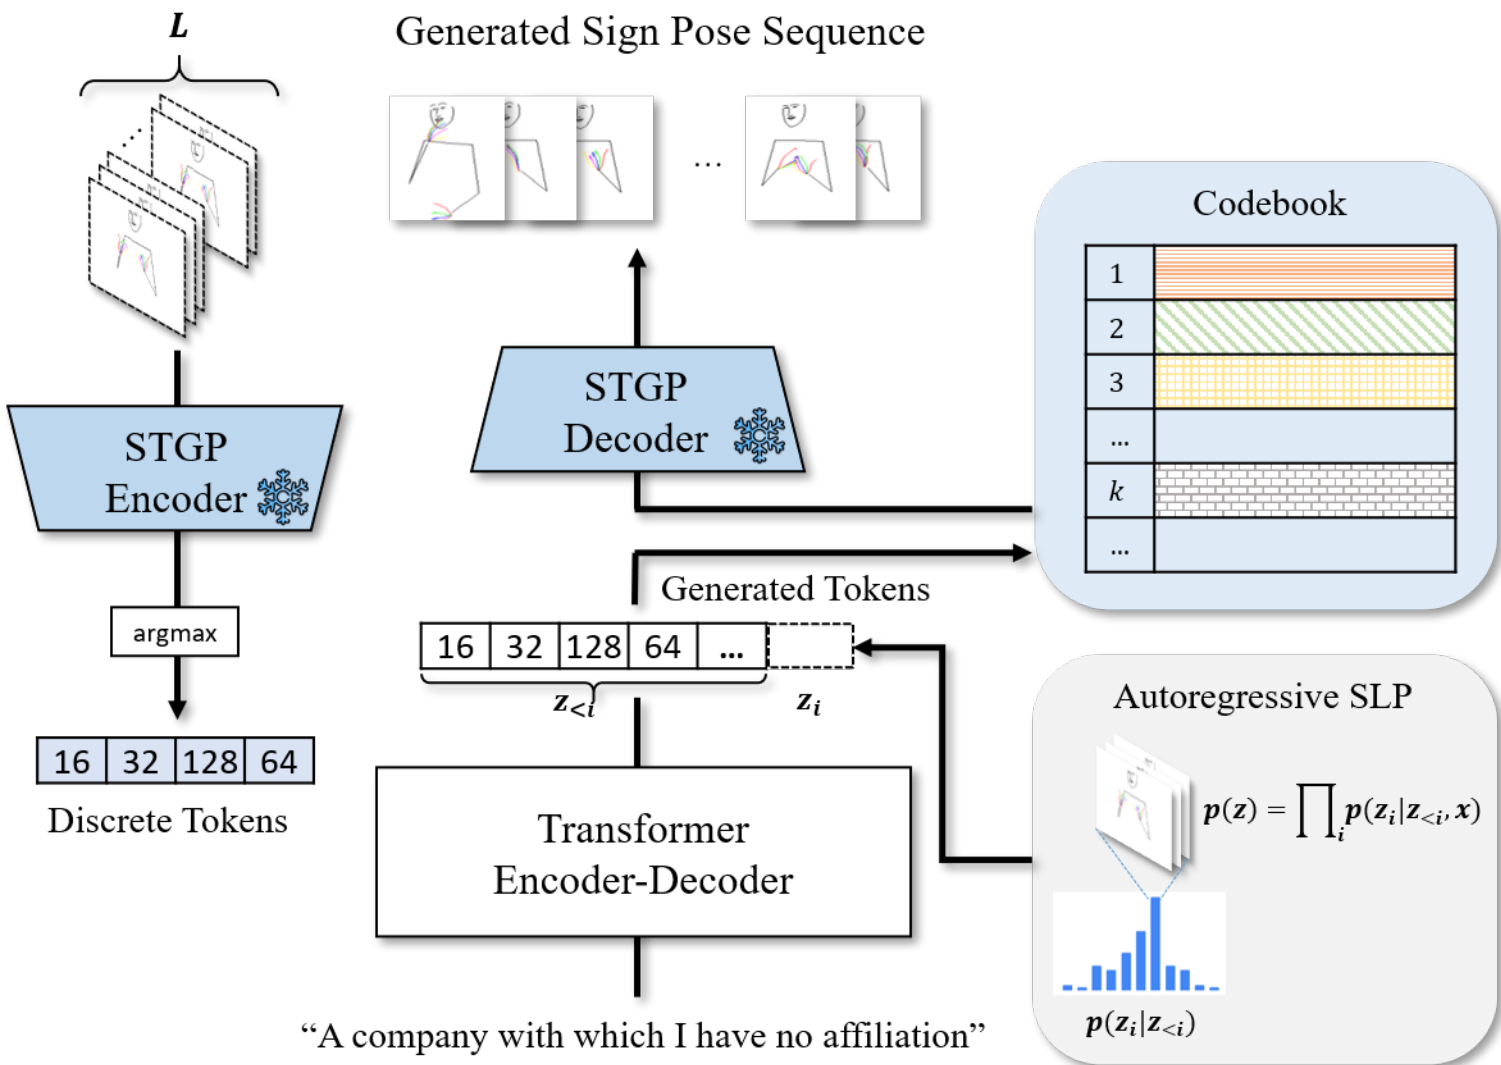 L
Generated Sign Pose Sequence
...
...
STGP
Encoder
argmax
16 32 128 64
Discrete Tokens
STGP
Decoder
Generated Tokens
16 32 128 64 ...
z<i zi
Transformer
Encoder-Decoder
“A company with which I have no affiliation”
Codebook
1
2
3
...
k
...
Autoregressive SLP
p(z) = ∏i p(zi|z<i, x)
p(zi|z<i)